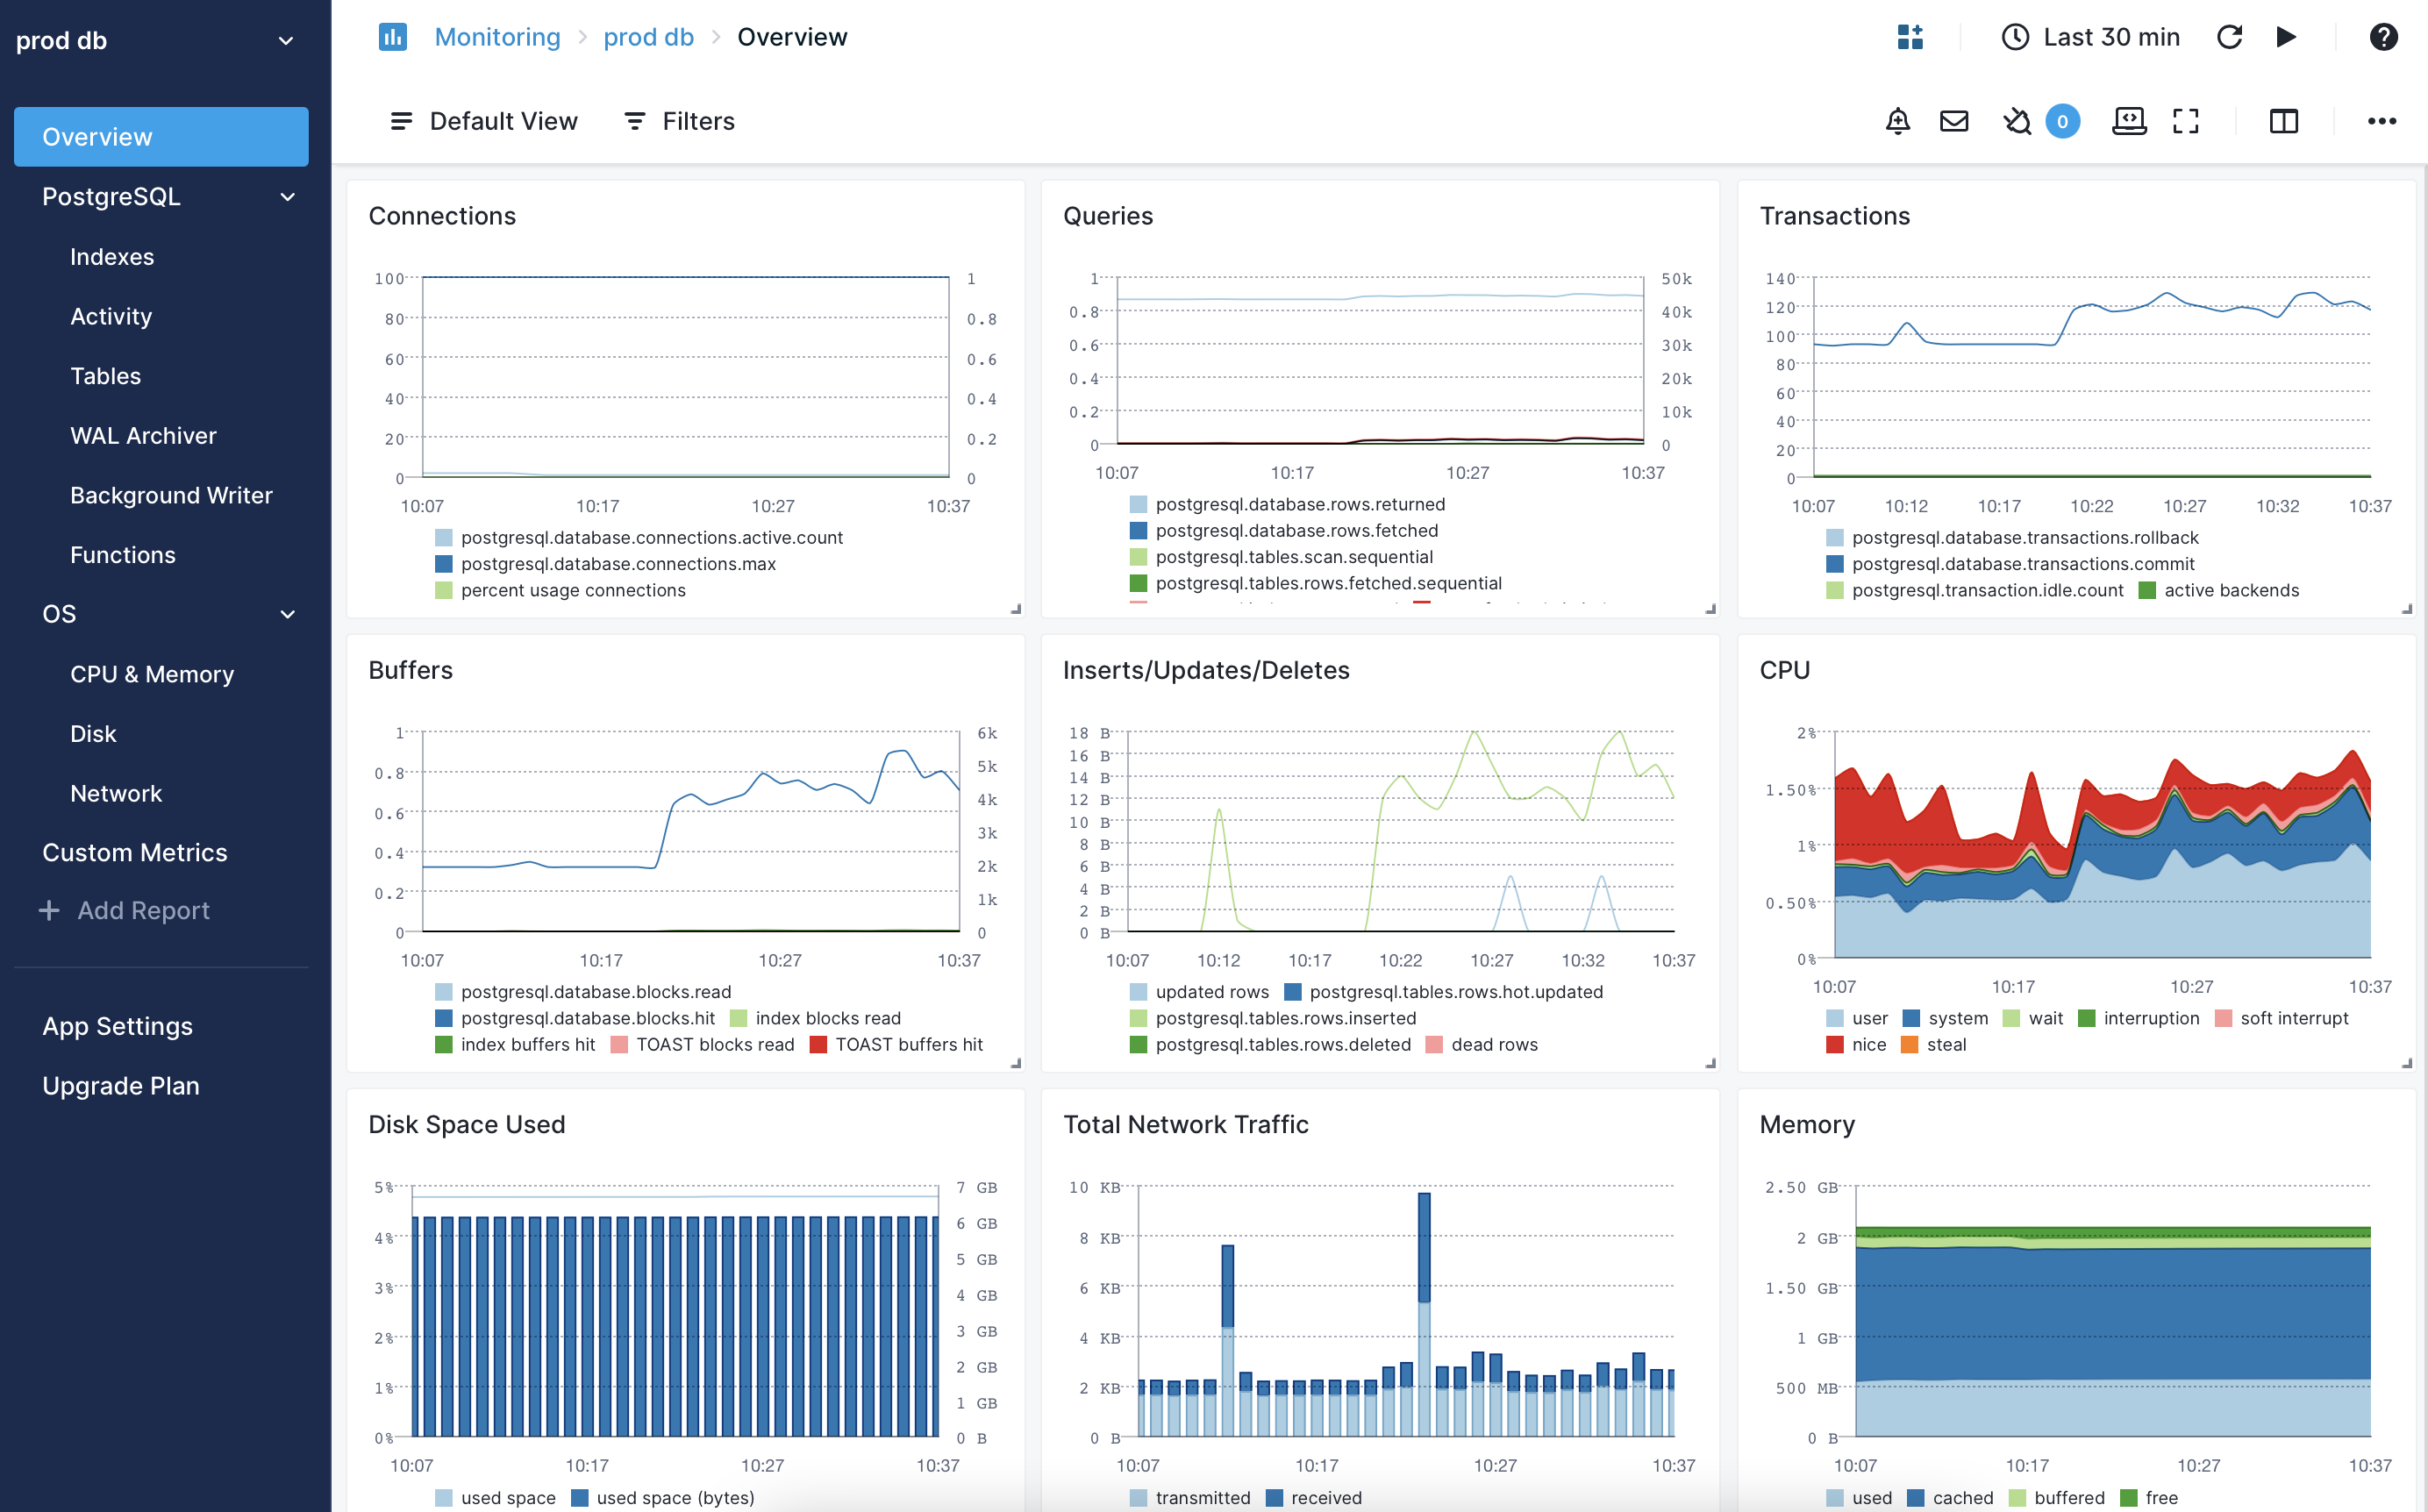 prod db
Monitoring > prod db > Overview
Last 30 min
Default View
Filters
0
Overview
PostgreSQL
Indexes
Activity
Tables
WAL Archiver
Background Writer
Functions
OS
CPU & Memory
Disk
Network
Custom Metrics
+ Add Report
App Settings
Upgrade Plan
Connections
100 1
80 0.8
60 0.6
40 0.4
20 0.2
0 0
10:07 10:17 10:27 10:37
postgresql.database.connections.active.count
postgresql.database.connections.max
percent usage connections
Queries
1 50k
0.8 40k
0.6 30k
0.4 20k
0.2 10k
0 0
10:07 10:17 10:27 10:37
postgresql.database.rows.returned
postgresql.database.rows.fetched
postgresql.tables.scan.sequential
postgresql.tables.rows.fetched.sequential
Transactions
140
120
100
80
60
40
20
0
10:07 10:12 10:17 10:22 10:27 10:32 10:37
postgresql.database.transactions.rollback
postgresql.database.transactions.commit
postgresql.transaction.idle.count active backends
Buffers
1 6k
0.8 5k
0.6 4k
0.4 3k
0.2 2k
0 1k
0
10:07 10:17 10:27 10:37
postgresql.database.blocks.read
postgresql.database.blocks.hit index blocks read
index buffers hit TOAST blocks read TOAST buffers hit
Inserts/Updates/Deletes
18 B
16 B
14 B
12 B
10 B
8 B
6 B
4 B
2 B
0 B
10:07 10:12 10:17 10:22 10:27 10:32 10:37
updated rows postgresql.tables.rows.hot.updated
postgresql.tables.rows.inserted
postgresql.tables.rows.deleted dead rows
CPU
2%
1.50%
1%
0.50%
0%
10:07 10:17 10:27 10:37
user system wait interruption soft interrupt
nice steal
Disk Space Used
5% 7 GB
4% 6 GB
3% 5 GB
2% 4 GB
1% 3 GB
0% 2 GB
1 GB
0 B
10:07 10:17 10:27 10:37
used space used space (bytes)
Total Network Traffic
10 KB
8 KB
6 KB
4 KB
2 KB
0 B
10:07 10:17 10:27 10:37
transmitted received
Memory
2.50 GB
2 GB
1.50 GB
1 GB
500 MB
0 B
10:07 10:17 10:27 10:37
used cached buffered free